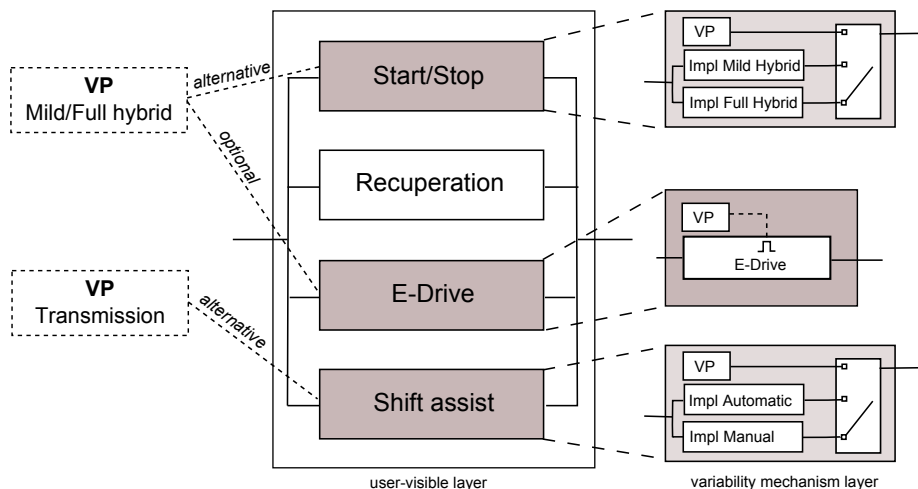 VP
Mild/Full hybrid
alternative
optional
VP
Transmission
alternative
Start/Stop
Recuperation
E-Drive
Shift assist
user-visible layer
VP
Impl Mild Hybrid
Impl Full Hybrid
VP
E-Drive
VP
Impl Automatic
Impl Manual
variability mechanism layer